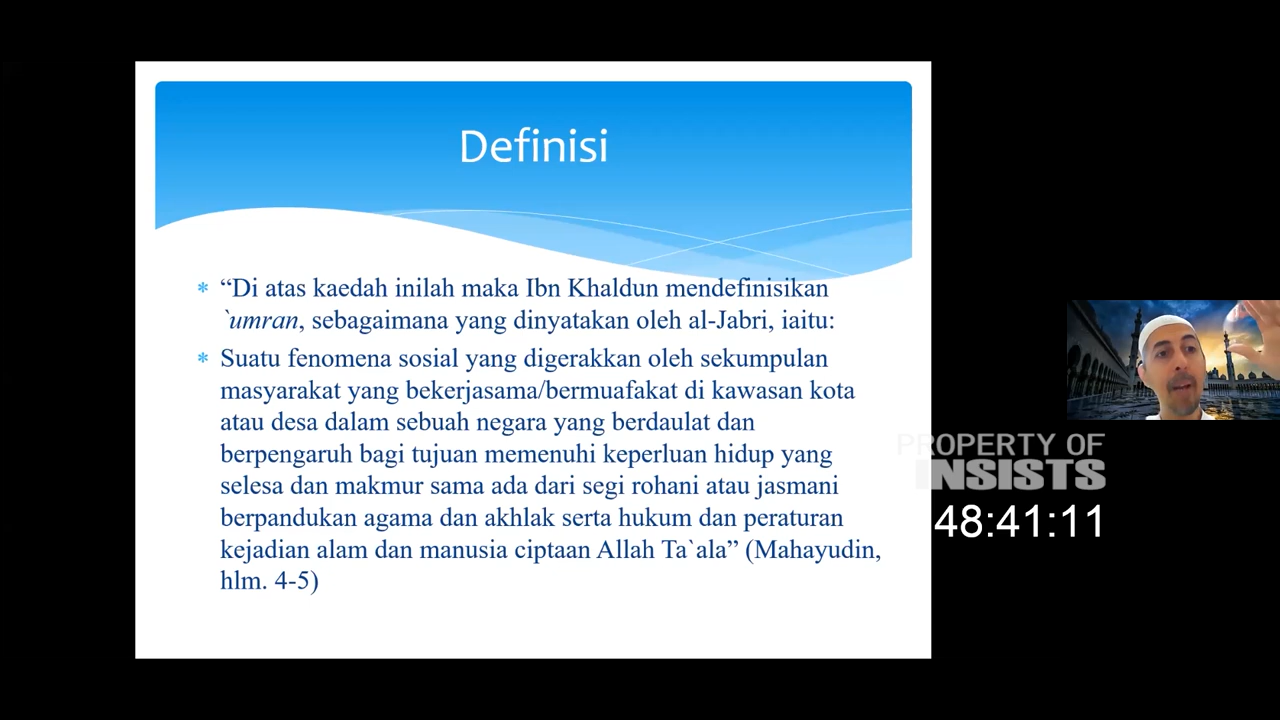 Definisi
* “Di atas kaedah inilah maka Ibn Khaldun mendefinisikan
`umran, sebagaimana yang dinyatakan oleh al-Jabri, iaitu:
* Suatu fenomena sosial yang digerakkan oleh sekumpulan
masyarakat yang bekerjasama/bermuafakat di kawasan kota
atau desa dalam sebuah negara yang berdaulat dan
berpengaruh bagi tujuan memenuhi keperluan hidup yang
selesa dan makmur sama ada dari segi rohani atau jasmani
berpandukan agama dan akhlak serta hukum dan peraturan
kejadian alam dan manusia ciptaan Allah Ta`ala” (Mahayudin,
hlm. 4-5)
PROPERTY OF
INSISTS
48:41:11